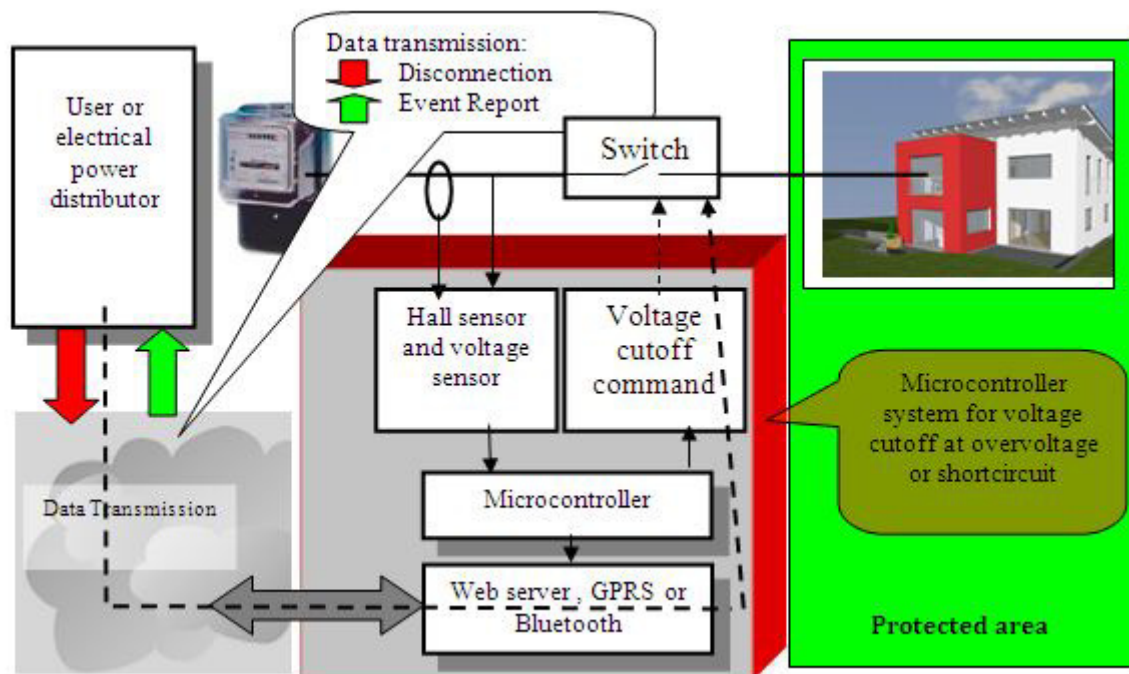 User or
electrical
power
distributor
Data transmission:
Disconnection
Event Report
Switch
Hall sensor
and voltage
sensor
Voltage
cutoff
command
Microcontroller
system for voltage
cutoff at overvoltage
or shortcircuit
Data Transmission
Microcontroller
Web server , GPRS or
Bluetooth
Protected area